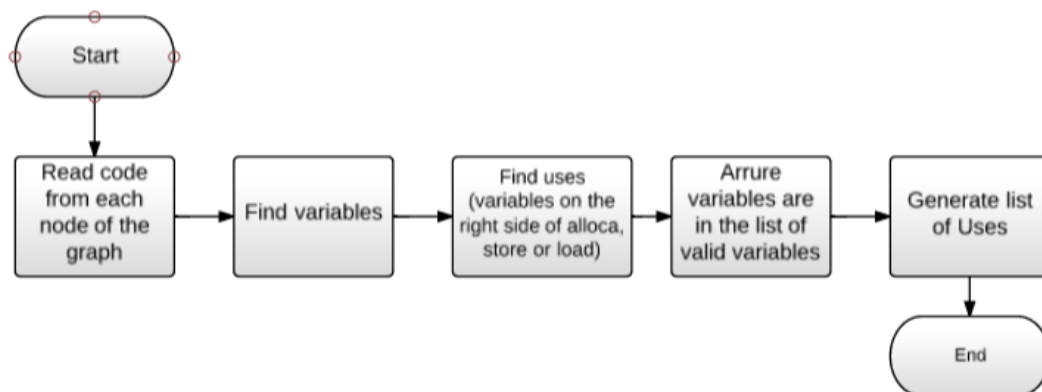 Start
Read code
from each
node of the
graph
Find variables
Find uses
(variables on the
right side of alloca,
store or load)
Arrure
variables are
in the list of
valid variables
Generate list
of Uses
End